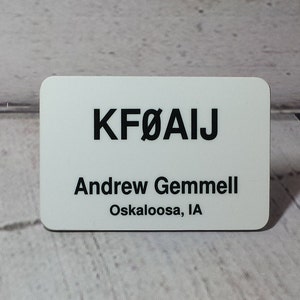 KFØAIJ
Andrew Gemmell
Oskaloosa, IA